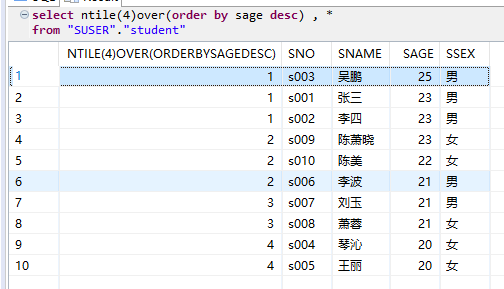 select ntile(4)over(order by sage desc) , *
from "SUSER"."student"
NTILE(4)OVER(ORDERBYSAGEDESC) SNO SNAME SAGE SSEX
1 1 s003 吴鹏 25 男
2 1 s001 张三 23 男
3 1 s002 李四 23 男
4 2 s009 陈萧晓 23 女
5 2 s010 陈美 22 女
6 2 s006 李波 21 男
7 3 s007 刘玉 21 男
8 3 s008 萧蓉 21 女
9 4 s004 琴沁 20 女
10 4 s005 王丽 20 女